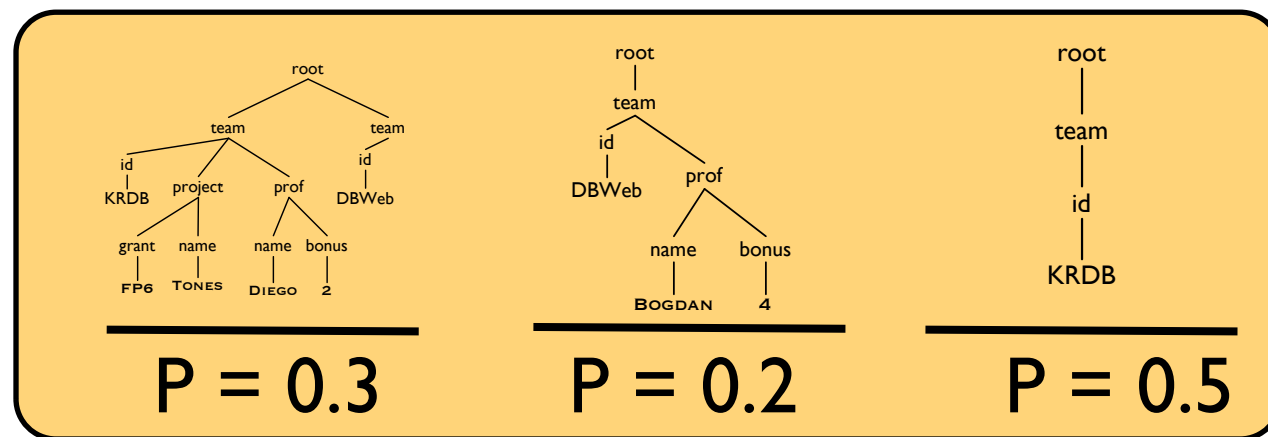 root
team team
id project prof id
KRDB DBWeb
grant name name bonus
FP6 TONES DIEGO 2
P = 0.3
root
team
id prof
DBWeb
name bonus
BOGDAN 4
P = 0.2
root
team
id
KRDB
P = 0.5